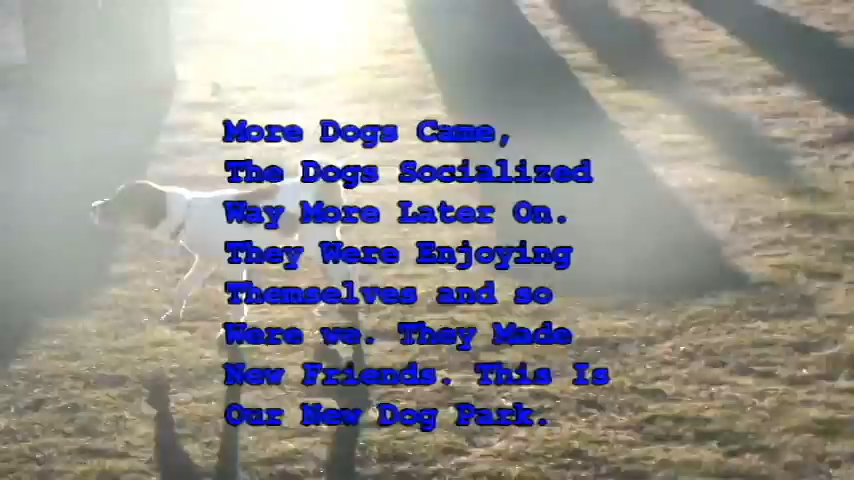 More Dogs Came,
The Dogs Socialized
Way More Later On.
They Were Enjoying
Themselves and so
Were we. They Made
New Friends. This Is
Our New Dog Park.